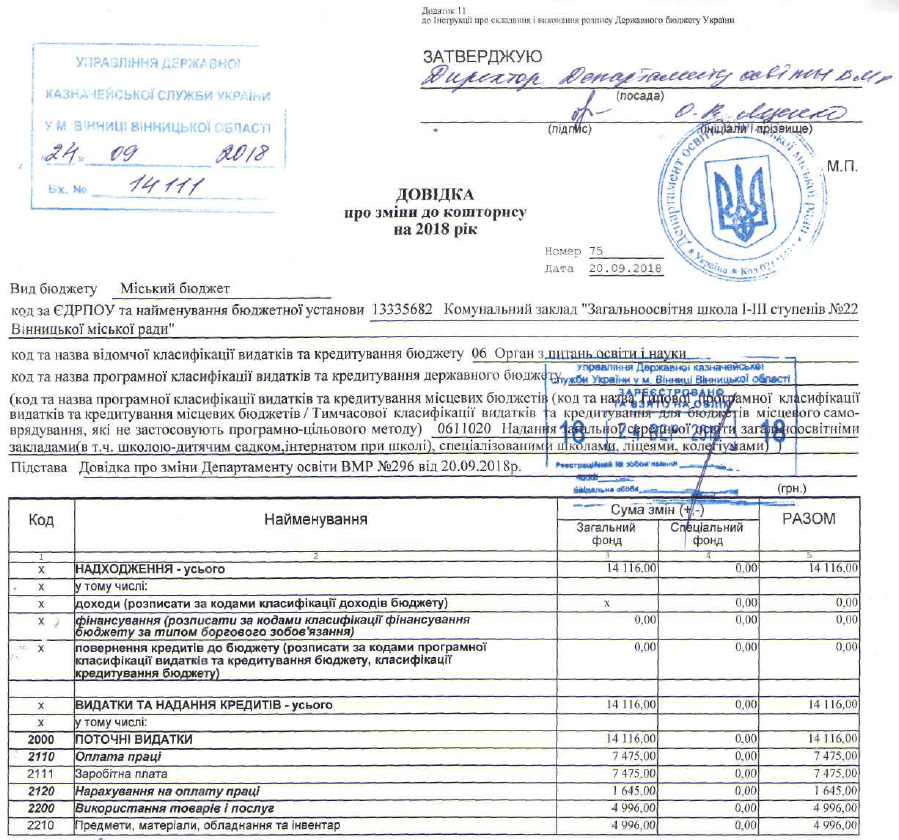 Додаток 11
до Інструкції про складання і виконання розпису Державного бюджету України
УПРАВЛІННЯ ДЕРЖАВНОЇ
КАЗНАЧЕЙСЬКОЇ СЛУЖБИ УКРАЇНИ
У М. ВІННИЦІ ВІННИЦЬКОЇ ОБЛАСТІ
"24" 09 2018
Вх. № 14111
ЗАТВЕРДЖУЮ
Директор Департаменту освіти ВМР
(посада)
(підпис) (ініціали і прізвище)
М.П.
ДОВІДКА
про зміни до кошторису
на 2018 рік
Номер 75
Дата 20.09.2018
Вид бюджету Міський бюджет
код за ЄДРПОУ та найменування бюджетної установи 13335682 Комунальний заклад "Загальноосвітня школа І-ІІІ ступенів №22
Вінницької міської ради"
код та назва відомчої класифікації видатків та кредитування бюджету 06 Орган з питань освіти і науки
код та назва програмної класифікації видатків та кредитування державного бюджету
(код та назва програмної класифікації видатків та кредитування місцевих бюджетів (код та назва Типової програмної класифікації
видатків та кредитування місцевих бюджетів / Тимчасової класифікації видатків та кредитування для бюджетів місцевого само-
врядування, які не застосовують програмно-цільового методу) 0611020 Надання загальної середньої освіти загальноосвітніми
закладами(в т.ч. школою-дитячим садком,інтернатом при школі), спеціалізованими школами, ліцеями, колегіумами) )
Підстава Довідка про зміни Департаменту освіти ВМР №296 від 20.09.2018р.
Управління Державної казначейської
служби України у м. Вінниці Вінницької області
ЗАРЕЄСТРОВАНО
ТА ВЗЯТО НА ОБЛІК
18 24 ВЕР 2018 18
Реєстраційний № зобов'язання
(грн.)
Код Найменування Сума змін (+,-) РАЗОМ
Загальний фонд Спеціальний фонд
1 2 3 4 5
х НАДХОДЖЕННЯ - усього 14 116,00 0,00 14 116,00
х у тому числі:
х доходи (розписати за кодами класифікації доходів бюджету) х 0,00 0,00
х фінансування (розписати за кодами класифікації фінансування 0,00 0,00 0,00
бюджету за типом боргового зобов'язання)
х повернення кредитів до бюджету (розписати за кодами програмної 0,00 0,00 0,00
класифікації видатків та кредитування бюджету, класифікації
кредитування бюджету)
х ВИДАТКИ ТА НАДАННЯ КРЕДИТІВ - усього 14 116,00 0,00 14 116,00
х у тому числі:
2000 ПОТОЧНІ ВИДАТКИ 14 116,00 0,00 14 116,00
2110 Оплата праці 7 475,00 0,00 7 475,00
2111 Заробітна плата 7 475,00 0,00 7 475,00
2120 Нарахування на оплату праці 1 645,00 0,00 1 645,00
2200 Використання товарів і послуг 4 996,00 0,00 4 996,00
2210 Предмети, матеріали, обладнання та інвентар 4 996,00 0,00 4 996,00